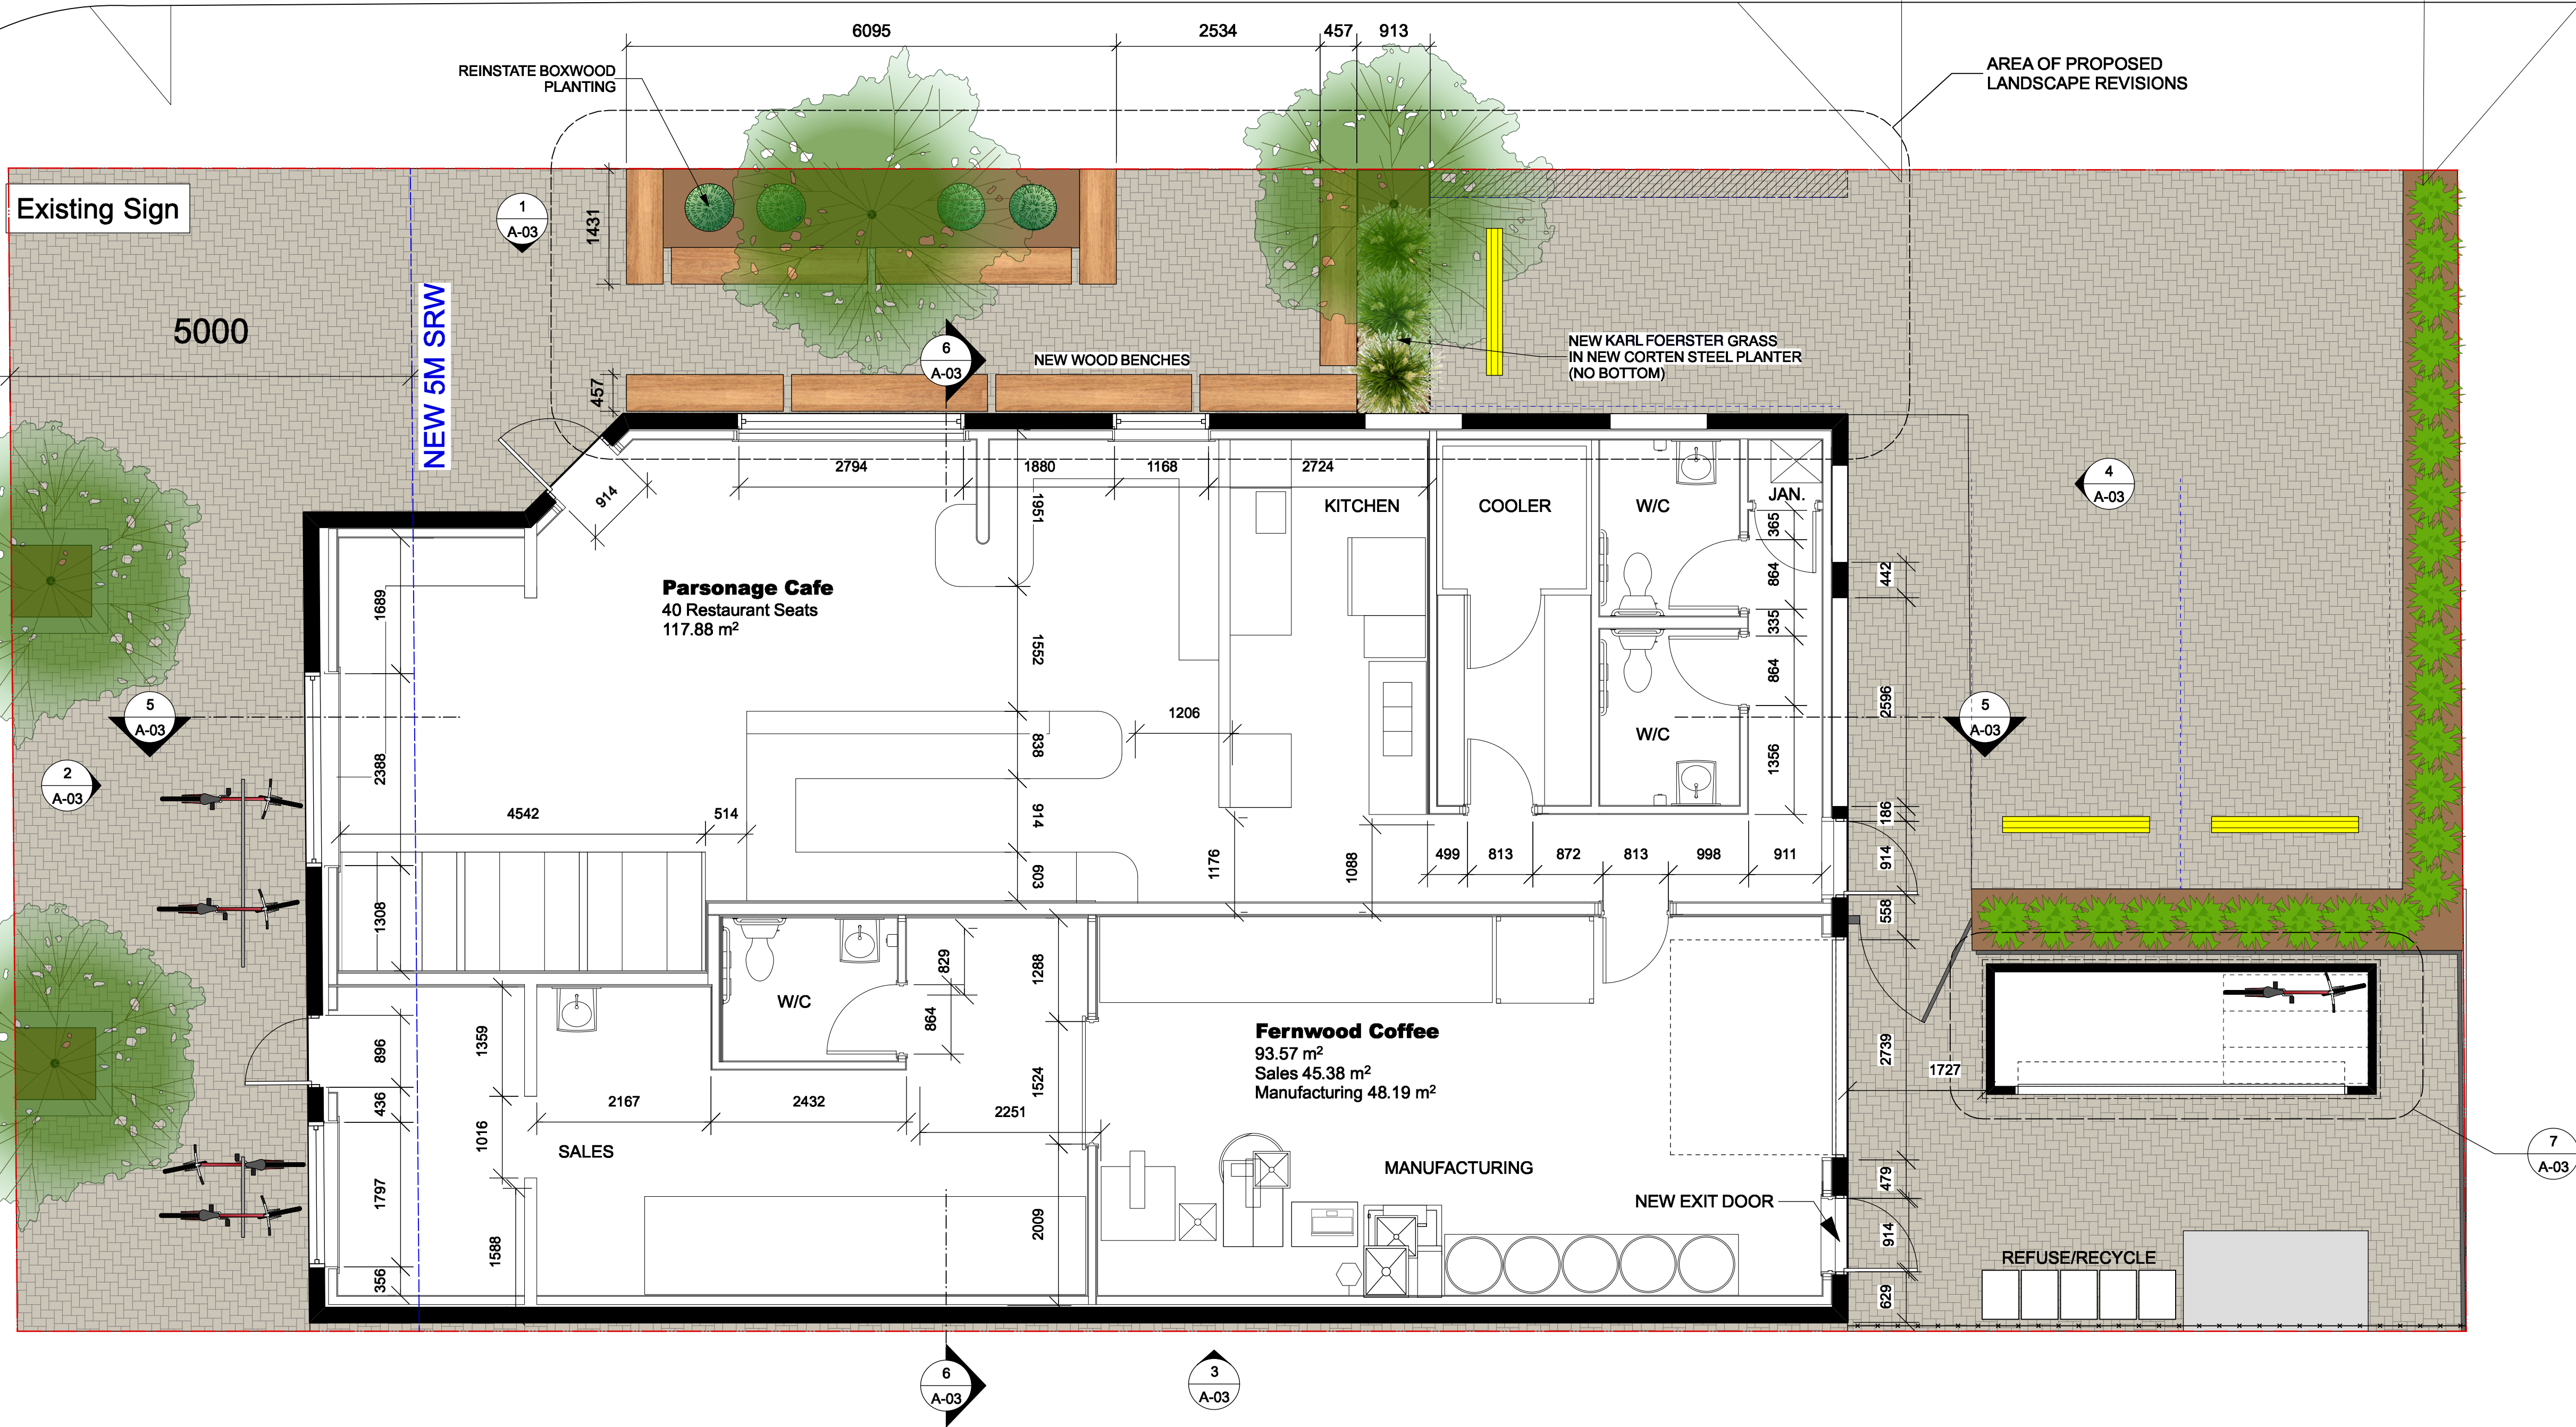 6095
2534
457
913
REINSTATE BOXWOOD
PLANTING
AREA OF PROPOSED
LANDSCAPE REVISIONS
Existing Sign
1
A-03
1431
5000
NEW 5M SRW
6
A-03
NEW WOOD BENCHES
NEW KARL FOERSTER GRASS
IN NEW CORTEN STEEL PLANTER
(NO BOTTOM)
457
914
2794
1880
1168
2724
1951
KITCHEN
COOLER
W/C
JAN.
365
4
A-03
864
442
335
Parsonage Cafe
40 Restaurant Seats
117.88 m²
1689
1552
864
2596
5
A-03
2
A-03
2388
838
1206
W/C
1356
5
A-03
4542
514
914
1176
1088
499
813
872
813
998
911
186
914
603
1308
558
829
1288
W/C
864
Fernwood Coffee
93.57 m²
Sales 45.38 m²
Manufacturing 48.19 m²
896
1359
1524
2739
1727
436
2167
2432
2251
1016
SALES
MANUFACTURING
7
A-03
479
1797
NEW EXIT DOOR
2009
914
1588
REFUSE/RECYCLE
356
629
6
A-03
3
A-03